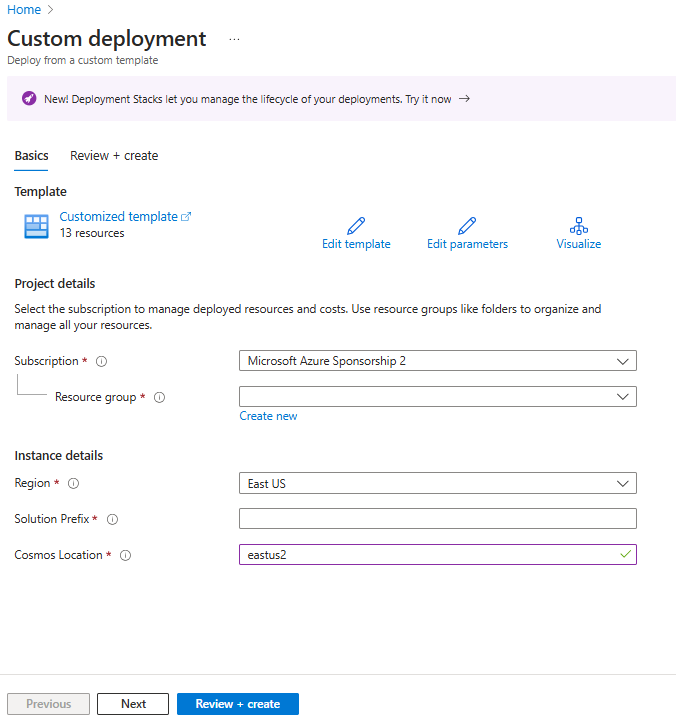 Home >
Custom deployment ...
Deploy from a custom template
New! Deployment Stacks let you manage the lifecycle of your deployments. Try it now →
Basics Review + create
Template
Customized template
13 resources
Edit template Edit parameters Visualize
Project details
Select the subscription to manage deployed resources and costs. Use resource groups like folders to organize and
manage all your resources.
Subscription * Microsoft Azure Sponsorship 2
Resource group *
Create new
Instance details
Region * East US
Solution Prefix *
Cosmos Location * eastus2
Previous Next Review + create